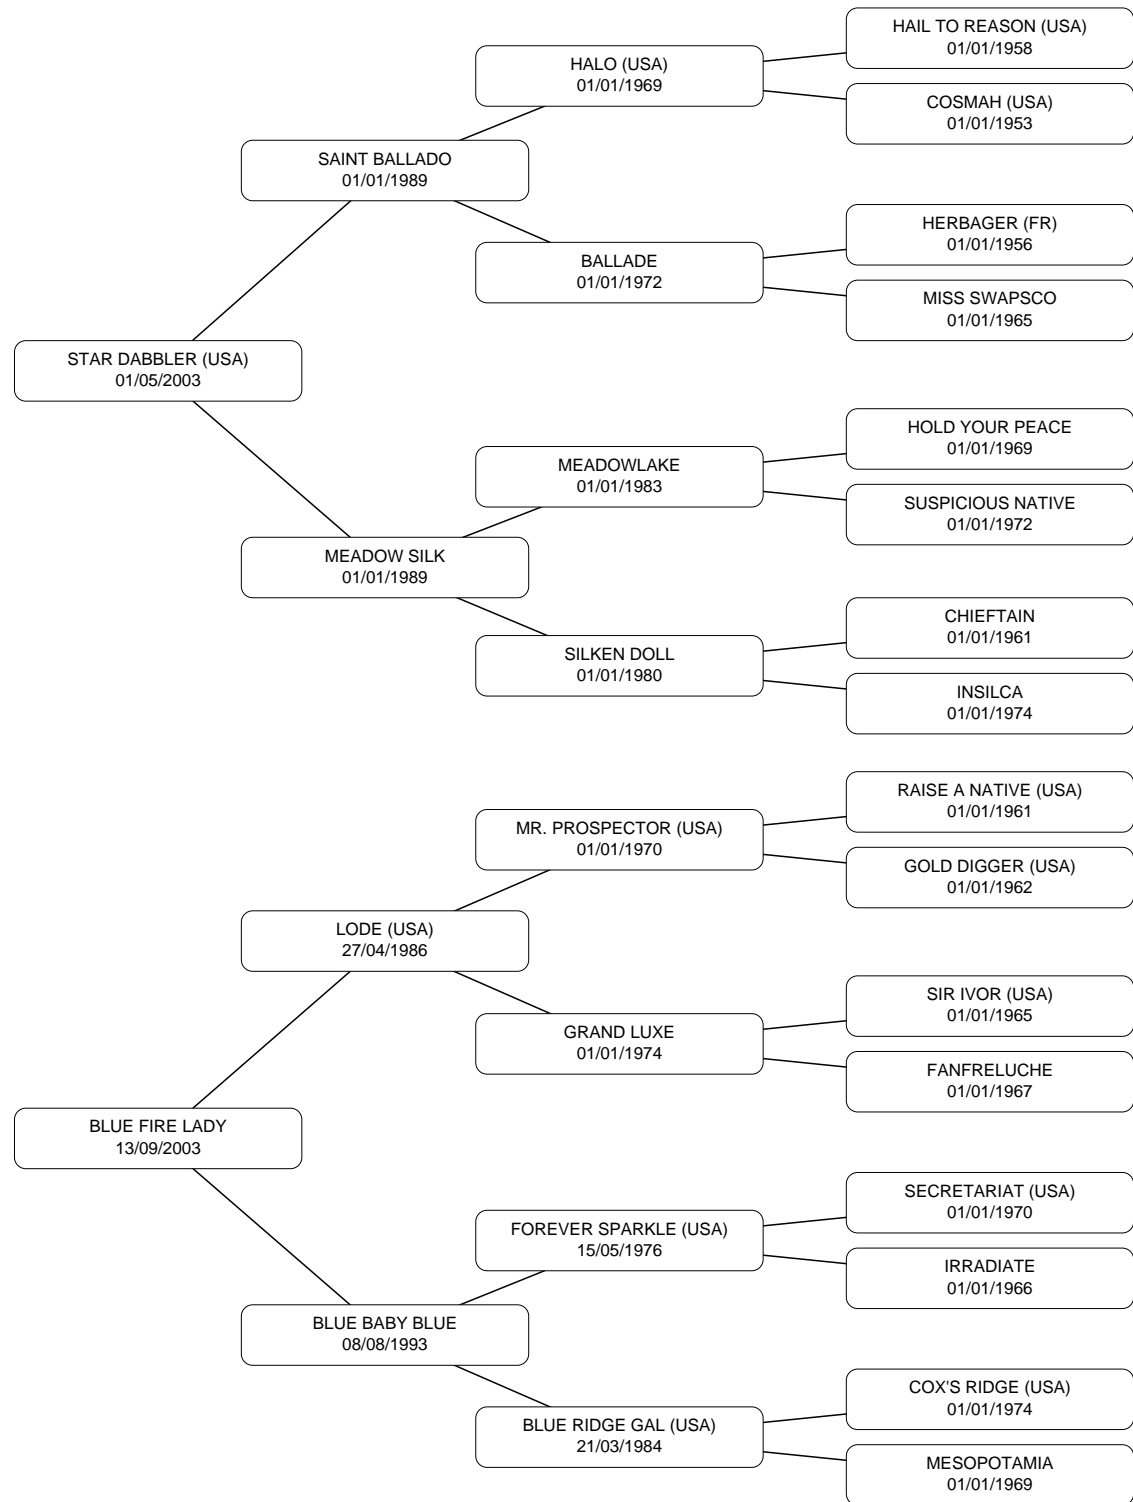 HAIL TO REASON (USA)
01/01/1958
HALO (USA)
01/01/1969
COSMAH (USA)
01/01/1953
SAINT BALLADO
01/01/1989
HERBAGER (FR)
01/01/1956
BALLADE
01/01/1972
MISS SWAPSCO
01/01/1965
STAR DABBLER (USA)
01/05/2003
HOLD YOUR PEACE
01/01/1969
MEADOWLAKE
01/01/1983
SUSPICIOUS NATIVE
01/01/1972
MEADOW SILK
01/01/1989
CHIEFTAIN
01/01/1961
SILKEN DOLL
01/01/1980
INSILCA
01/01/1974
RAISE A NATIVE (USA)
01/01/1961
MR. PROSPECTOR (USA)
01/01/1970
GOLD DIGGER (USA)
01/01/1962
LODE (USA)
27/04/1986
SIR IVOR (USA)
01/01/1965
GRAND LUXE
01/01/1974
FANFRELUCHE
01/01/1967
BLUE FIRE LADY
13/09/2003
SECRETARIAT (USA)
01/01/1970
FOREVER SPARKLE (USA)
15/05/1976
IRRADIATE
01/01/1966
BLUE BABY BLUE
08/08/1993
COX'S RIDGE (USA)
01/01/1974
BLUE RIDGE GAL (USA)
21/03/1984
MESOPOTAMIA
01/01/1969